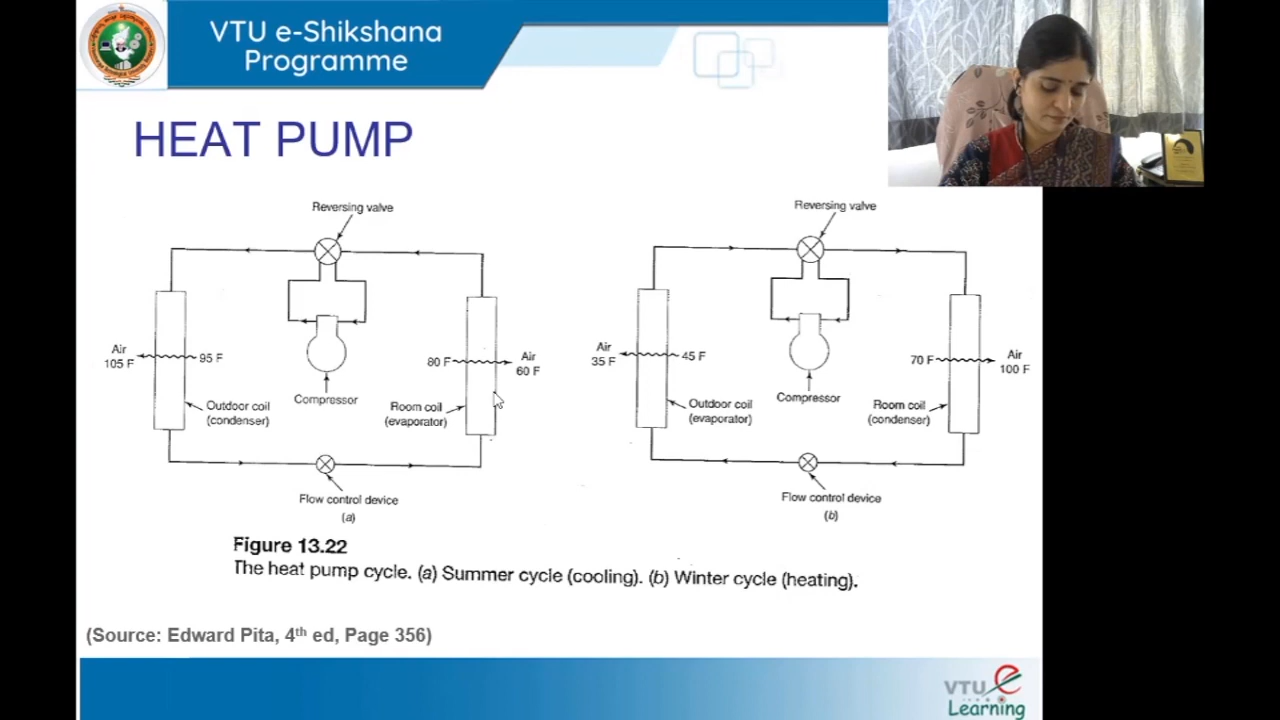 VTU e-Shikshana
Programme
HEAT PUMP
Reversing valve
Air
105 F
95 F
80 F
Air
60 F
Outdoor coil
(condenser)
Compressor
Room coil
(evaporator)
Flow control device
(a)
Reversing valve
Air
35 F
45 F
70 F
Air
100 F
Outdoor coil
(evaporator)
Compressor
Room coil
(condenser)
Flow control device
(b)
Figure 13.22
The heat pump cycle. (a) Summer cycle (cooling). (b) Winter cycle (heating).
(Source: Edward Pita, 4th ed, Page 356)
VTU e
Learning